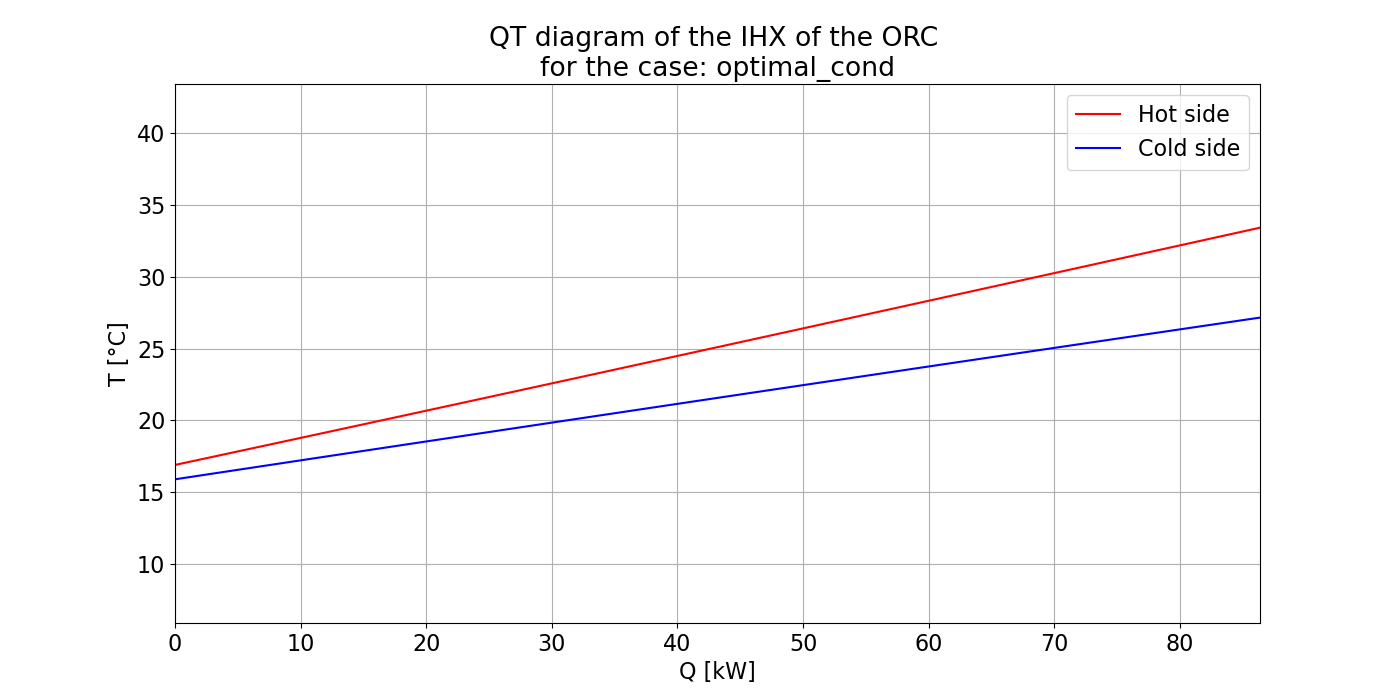 QT diagram of the IHX of the ORC
for the case: optimal_cond
Hot side
Cold side
40
35
30
25
20
15
10
T [°C]
0 10 20 30 40 50 60 70 80
Q [kW]